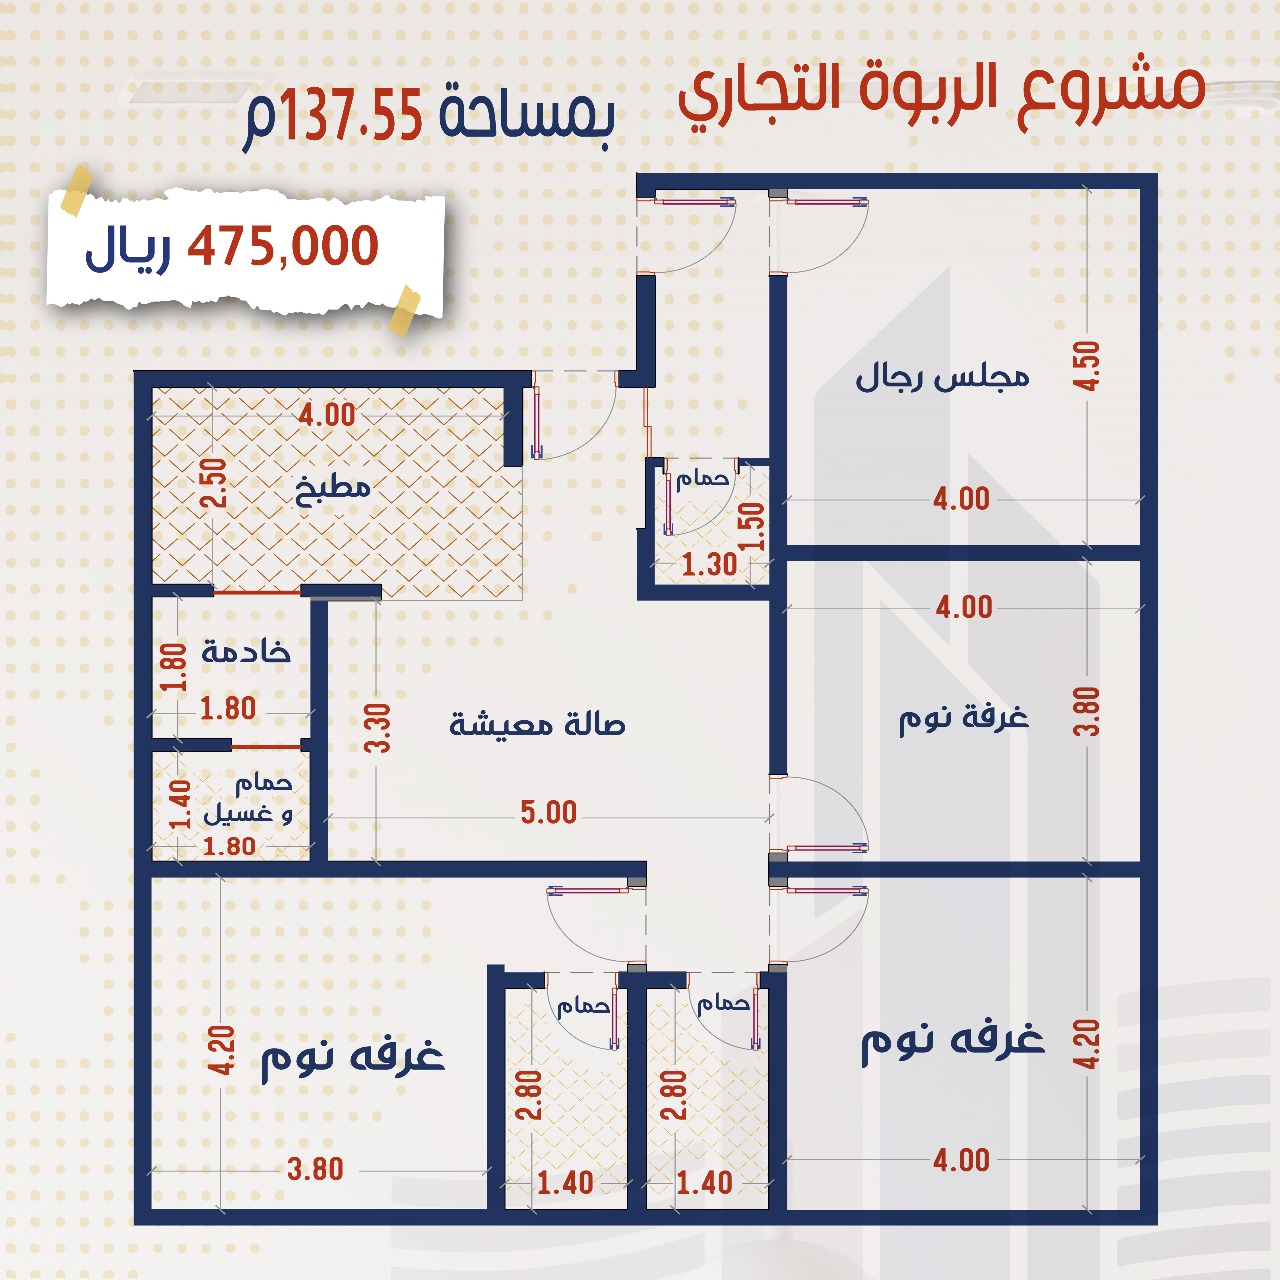 مشروع الربوة التجاري
بمساحة 137.55م
475,000 ريال
مجلس رجال
4.50
4.00
4.00
مطبخ
2.50
حمام
1.50
1.30
4.00
غرفة نوم
3.80
خادمة
1.80
1.80
صالة معيشة
3.30
5.00
حمام
و غسيل
1.40
1.80
غرفه نوم
4.20
4.00
حمام
2.80
1.40
حمام
2.80
1.40
غرفه نوم
4.20
3.80